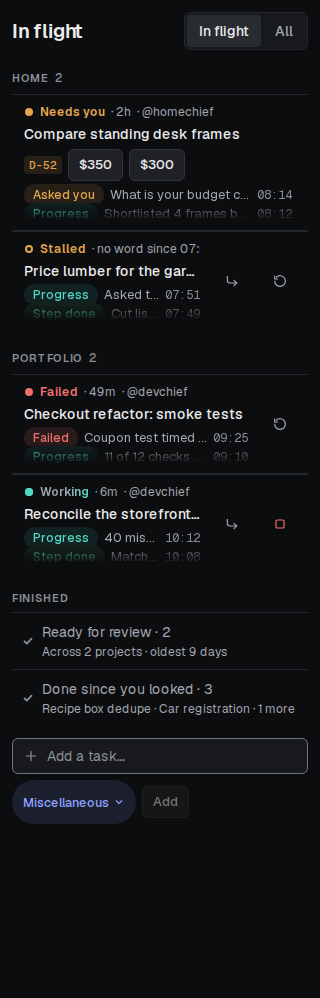 In flight
In flight All
HOME 2
Needs you · 2h · @homechief
Compare standing desk frames
D-52 $350 $300
Asked you What is your budget c... 08:14
Progress Shortlisted 4 frames b... 08:12
Stalled · no word since 07:
Price lumber for the gar...
Progress Asked t... 07:51
Step done Cut lis... 07:49
PORTFOLIO 2
Failed · 49m · @devchief
Checkout refactor: smoke tests
Failed Coupon test timed ... 09:25
Progress 11 of 12 checks ... 09:10
Working · 6m · @devchief
Reconcile the storefront...
Progress 40 mis... 10:12
Step done Match... 10:08
FINISHED
Ready for review · 2
Across 2 projects · oldest 9 days
Done since you looked · 3
Recipe box dedupe · Car registration · 1 more
Add a task...
Miscellaneous Add